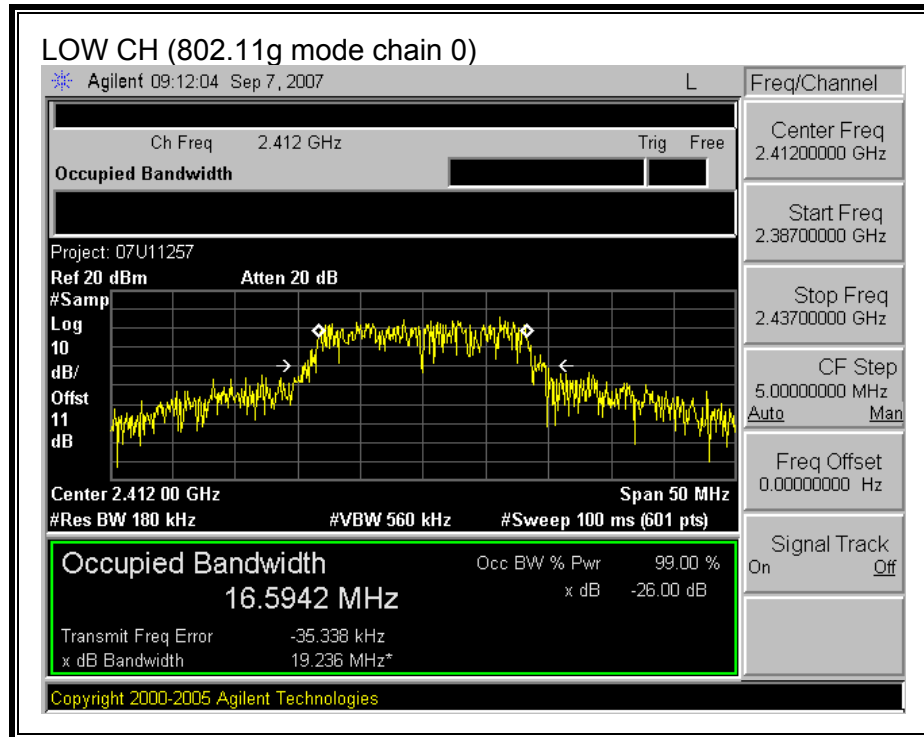 LOW CH (802.11g mode chain 0)
Agilent 09:12:04 Sep 7, 2007 L
Freq/Channel
Ch Freq 2.412 GHz Trig Free
Occupied Bandwidth
Center Freq
2.41200000 GHz
Start Freq
2.38700000 GHz
Stop Freq
2.43700000 GHz
CF Step
5.00000000 MHz
Auto Man
Freq Offset
0.00000000 Hz
Signal Track
On Off
Project: 07U11257
Ref 20 dBm Atten 20 dB
#Samp
Log
10
dB/
Offst
11
dB
Center 2.412 00 GHz Span 50 MHz
#Res BW 180 kHz #VBW 560 kHz #Sweep 100 ms (601 pts)
Occupied Bandwidth Occ BW % Pwr 99.00 %
16.5942 MHz x dB -26.00 dB
Transmit Freq Error -35.338 kHz
x dB Bandwidth 19.236 MHz*
Copyright 2000-2005 Agilent Technologies